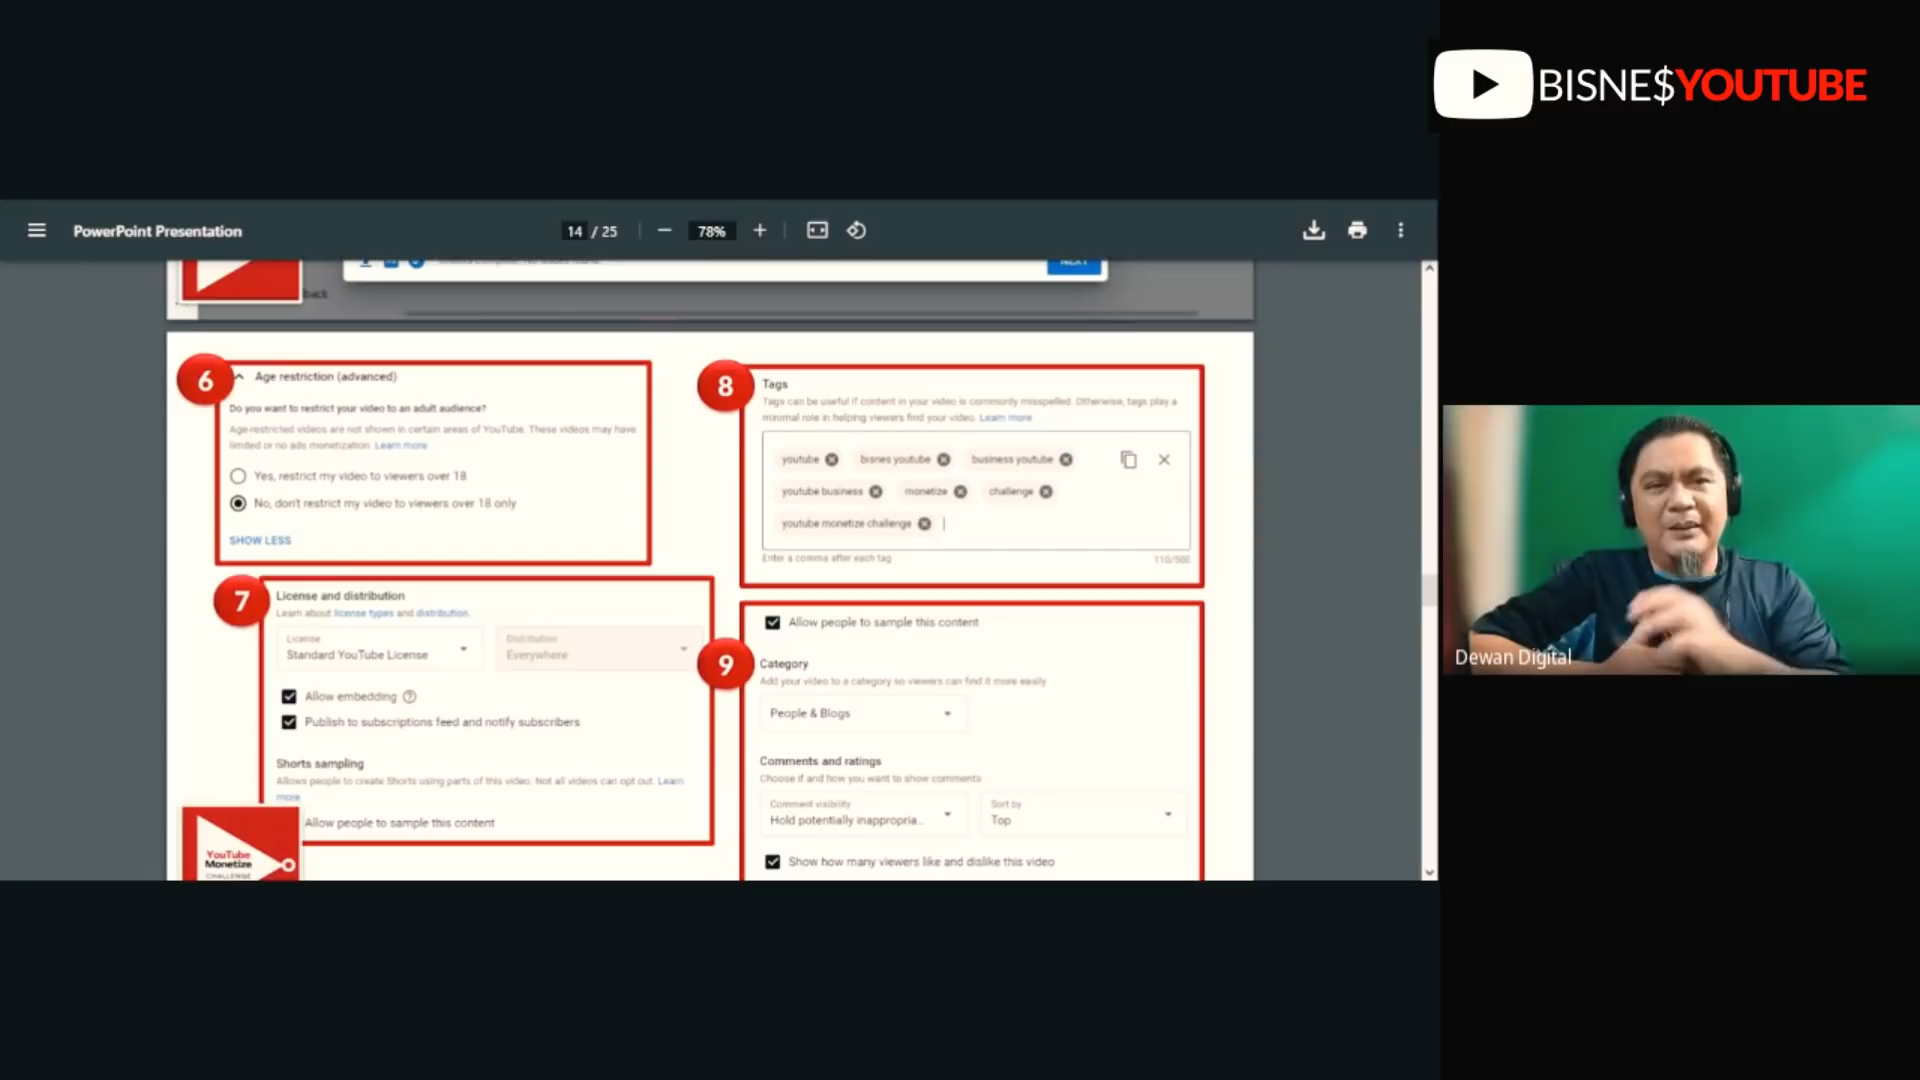 BISNE$YOUTUBE
PowerPoint Presentation
14 / 25
78%
NEXT
back
6
Age restriction (advanced)
Do you want to restrict your video to an adult audience?
Age-restricted videos are not shown in certain areas of YouTube. These videos may have
limited or no ads monetization. Learn more
Yes, restrict my video to viewers over 18
No, don't restrict my video to viewers over 18 only
SHOW LESS
7
License and distribution
Learn about license types and distribution.
License
Standard YouTube License
Distribution
Everywhere
Allow embedding
Publish to subscriptions feed and notify subscribers
Shorts sampling
Allows people to create Shorts using parts of this video. Not all videos can opt out. Learn
more
Allow people to sample this content
YouTube
Monetize
CHALLENGE
8
Tags
Tags can be useful if content in your video is commonly misspelled. Otherwise, tags play a
minimal role in helping viewers find your video. Learn more
youtube bisnes youtube business youtube
youtube business monetize challenge
youtube monetize challenge
Enter a comma after each tag
110/500
9
Allow people to sample this content
Category
Add your video to a category so viewers can find it more easily
People & Blogs
Comments and ratings
Choose if and how you want to show comments
Comment visibility
Hold potentially inappropria...
Sort by
Top
Show how many viewers like and dislike this video
Dewan Digital